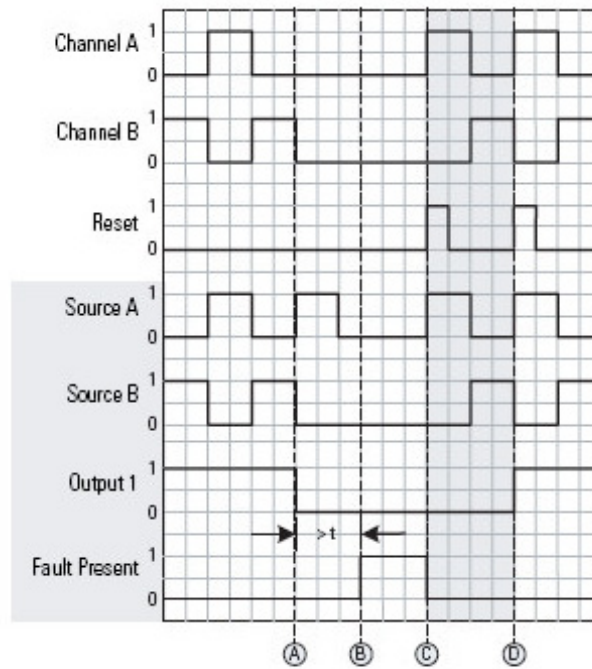 Channel A 1
0
Channel B 1
0
Reset 1
0
Source A 1
0
Source B 1
0
Output 1 1
0
>t
Fault Present 1
0
A B C D